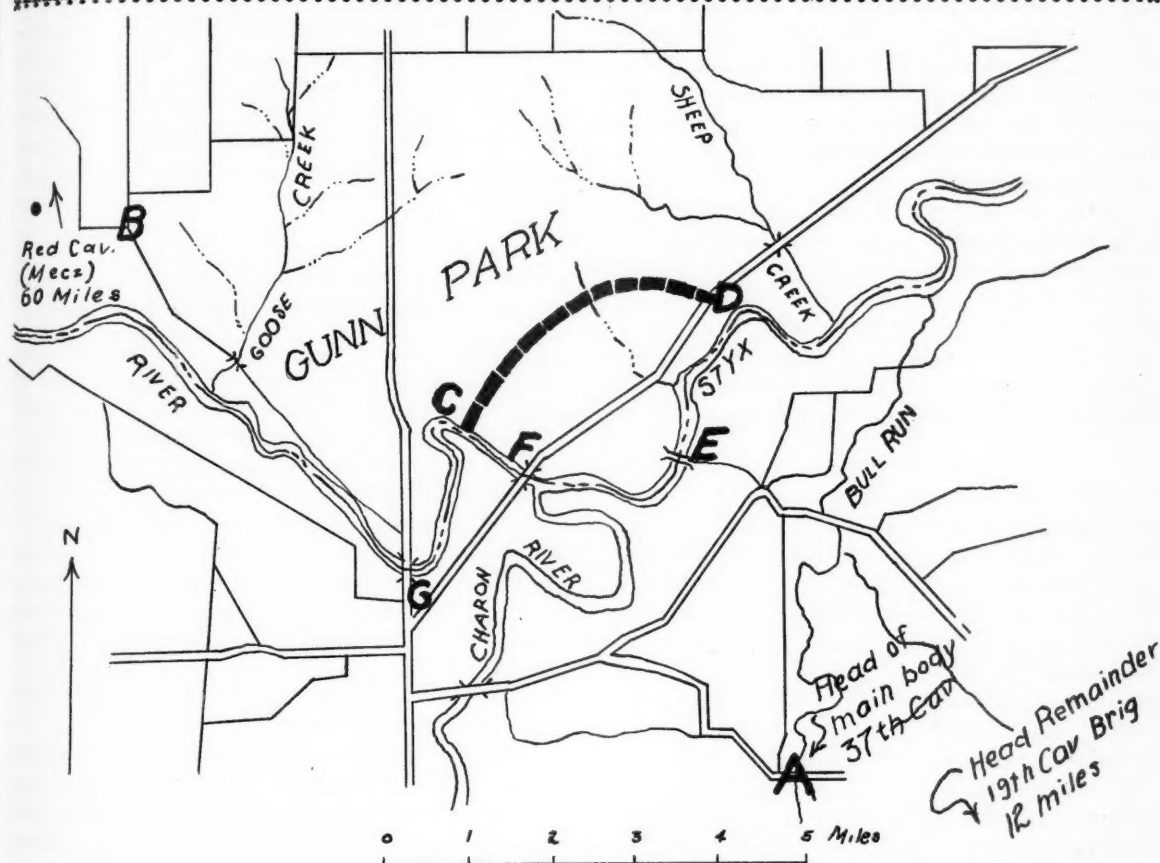 SHEEP
CREEK
B
Red Cav.
(Mecz)
60 Miles
PARK
GOOSE
GUNN
CREEK
D
RIVER
STYX
C
F
E
BULL RUN
N
RIVER
G
CHARON
Head of
main body
37th Cav
Head Remainder
19th Cav Brig
12 miles
A
0 1 2 3 4 5 Miles